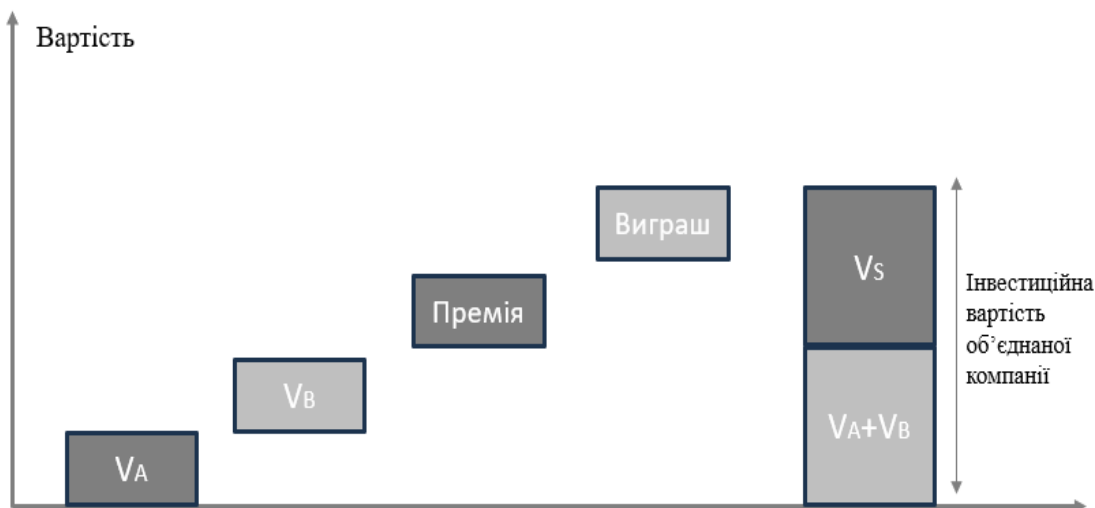 Вартість
Виграш
Премія
VB
VA
VS
VA+VB
Інвестиційна
вартість
об’єднаної
компанії